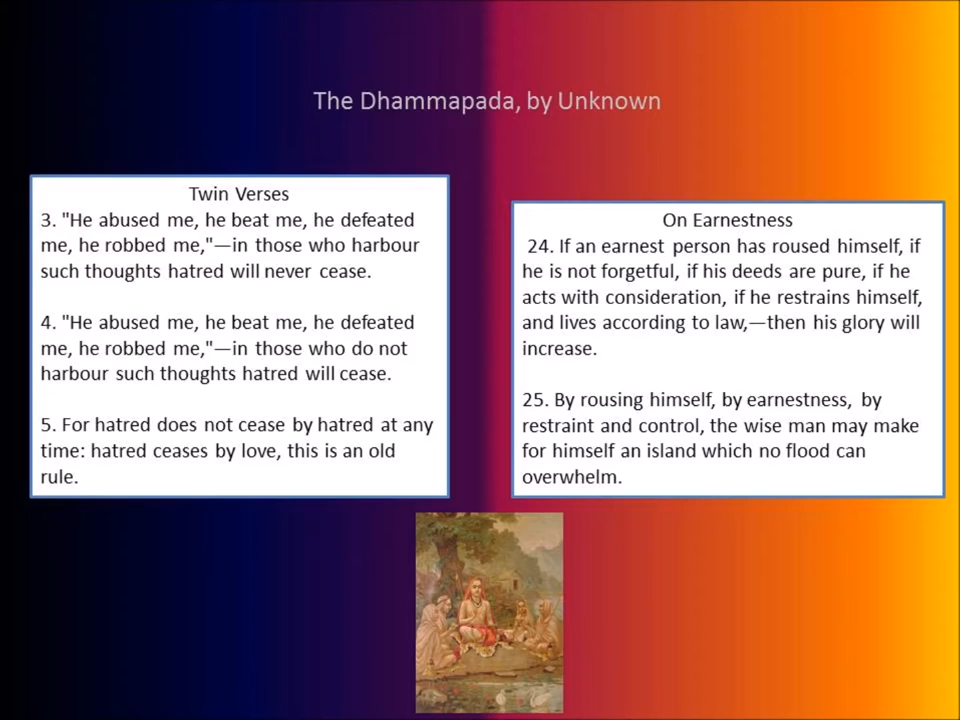 The Dhammapada, by Unknown
Twin Verses
3. "He abused me, he beat me, he defeated
me, he robbed me,"—in those who harbour
such thoughts hatred will never cease.
4. "He abused me, he beat me, he defeated
me, he robbed me,"—in those who do not
harbour such thoughts hatred will cease.
5. For hatred does not cease by hatred at any
time: hatred ceases by love, this is an old
rule.
On Earnestness
24. If an earnest person has roused himself, if
he is not forgetful, if his deeds are pure, if he
acts with consideration, if he restrains himself,
and lives according to law,—then his glory will
increase.
25. By rousing himself, by earnestness, by
restraint and control, the wise man may make
for himself an island which no flood can
overwhelm.